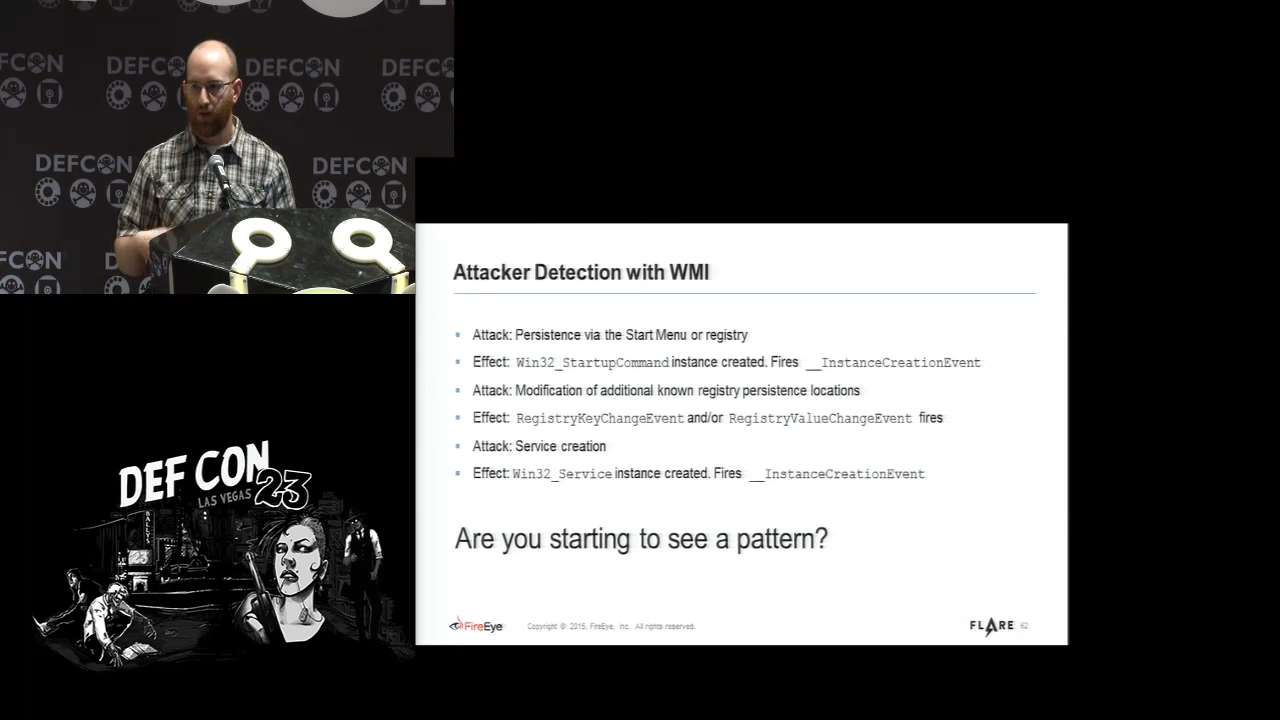 DEFCON
DEFCON
DEFCON
DEFCON
DEFCON
DEFCON
DEFCON
Attacker Detection with WMI
Attack: Persistence via the Start Menu or registry
Effect: Win32_StartupCommand instance created. Fires __InstanceCreationEvent
Attack: Modification of additional known registry persistence locations
Effect: RegistryKeyChangeEvent and/or RegistryValueChangeEvent fires
Attack: Service creation
Effect: Win32_Service instance created. Fires __InstanceCreationEvent
Are you starting to see a pattern?
FireEye
Copyright © 2015, FireEye, Inc. All rights reserved.
FLARE
62
DEF CON 23
LAS VEGAS